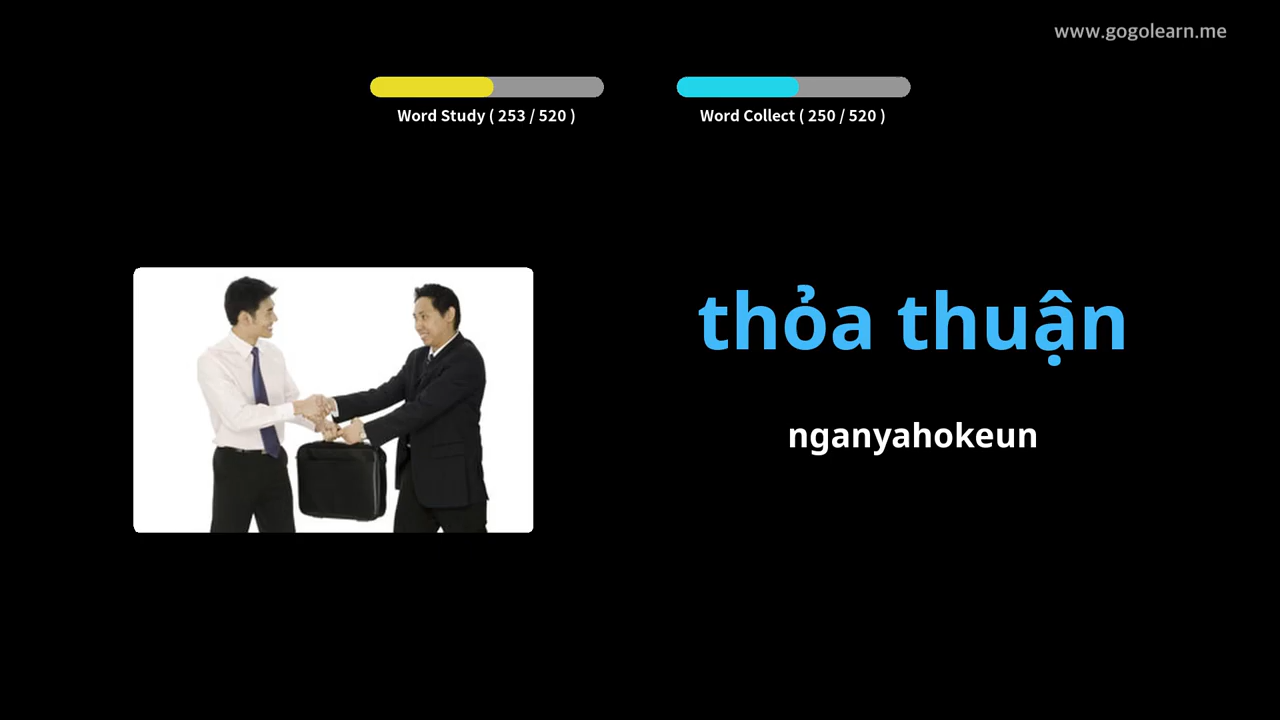 www.gogolearn.me
Word Study ( 253 / 520 )
Word Collect ( 250 / 520 )
thỏa thuận
nganyahokeun